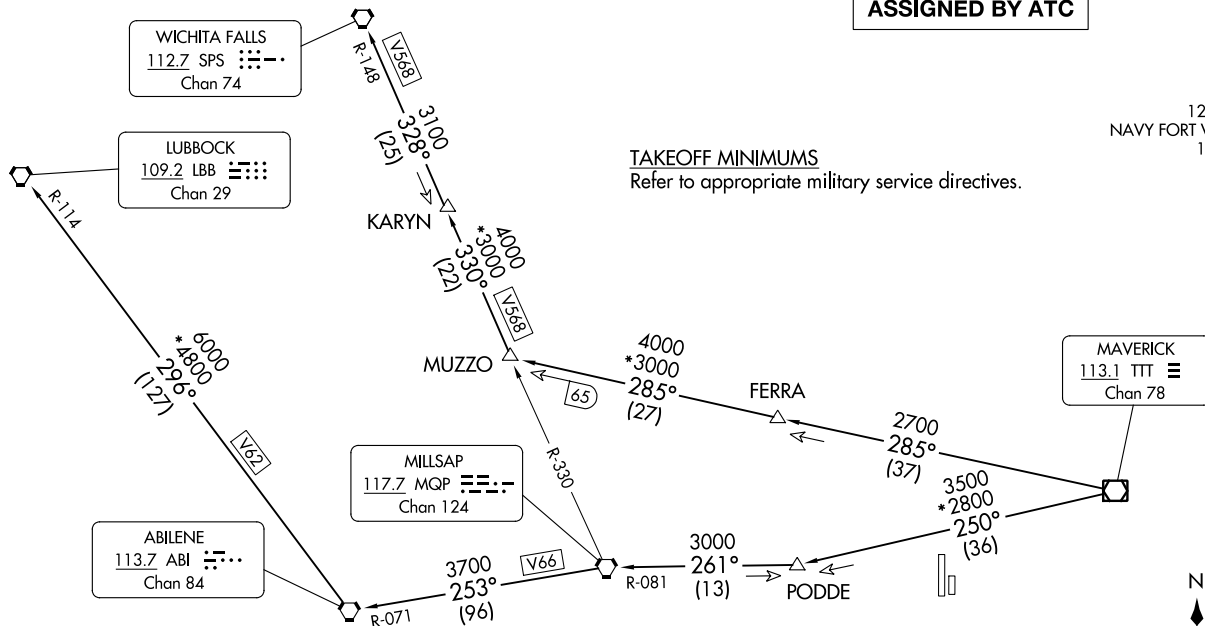 ASSIGNED BY ATC
WICHITA FALLS
112.7 SPS
Chan 74
R-148
V568
3100
328°
(25)
KARYN
LUBBOCK
109.2 LBB
Chan 29
R-114
TAKEOFF MINIMUMS
Refer to appropriate military service directives.
12
NAVY FORT
1
4000
*3000
330°
(22)
V568
MUZZO
6000
*4800
296°
(127)
V62
4000
*3000
285°
(27)
65
FERRA
MAVERICK
113.1 TTT
Chan 78
2700
285°
(37)
3500
*2800
250°
(36)
R-330
MILLSAP
117.7 MQP
Chan 124
ABILENE
113.7 ABI
Chan 84
3700
V66
253°
(96)
R-071
3000
261°
(13)
R-081
PODDE
N